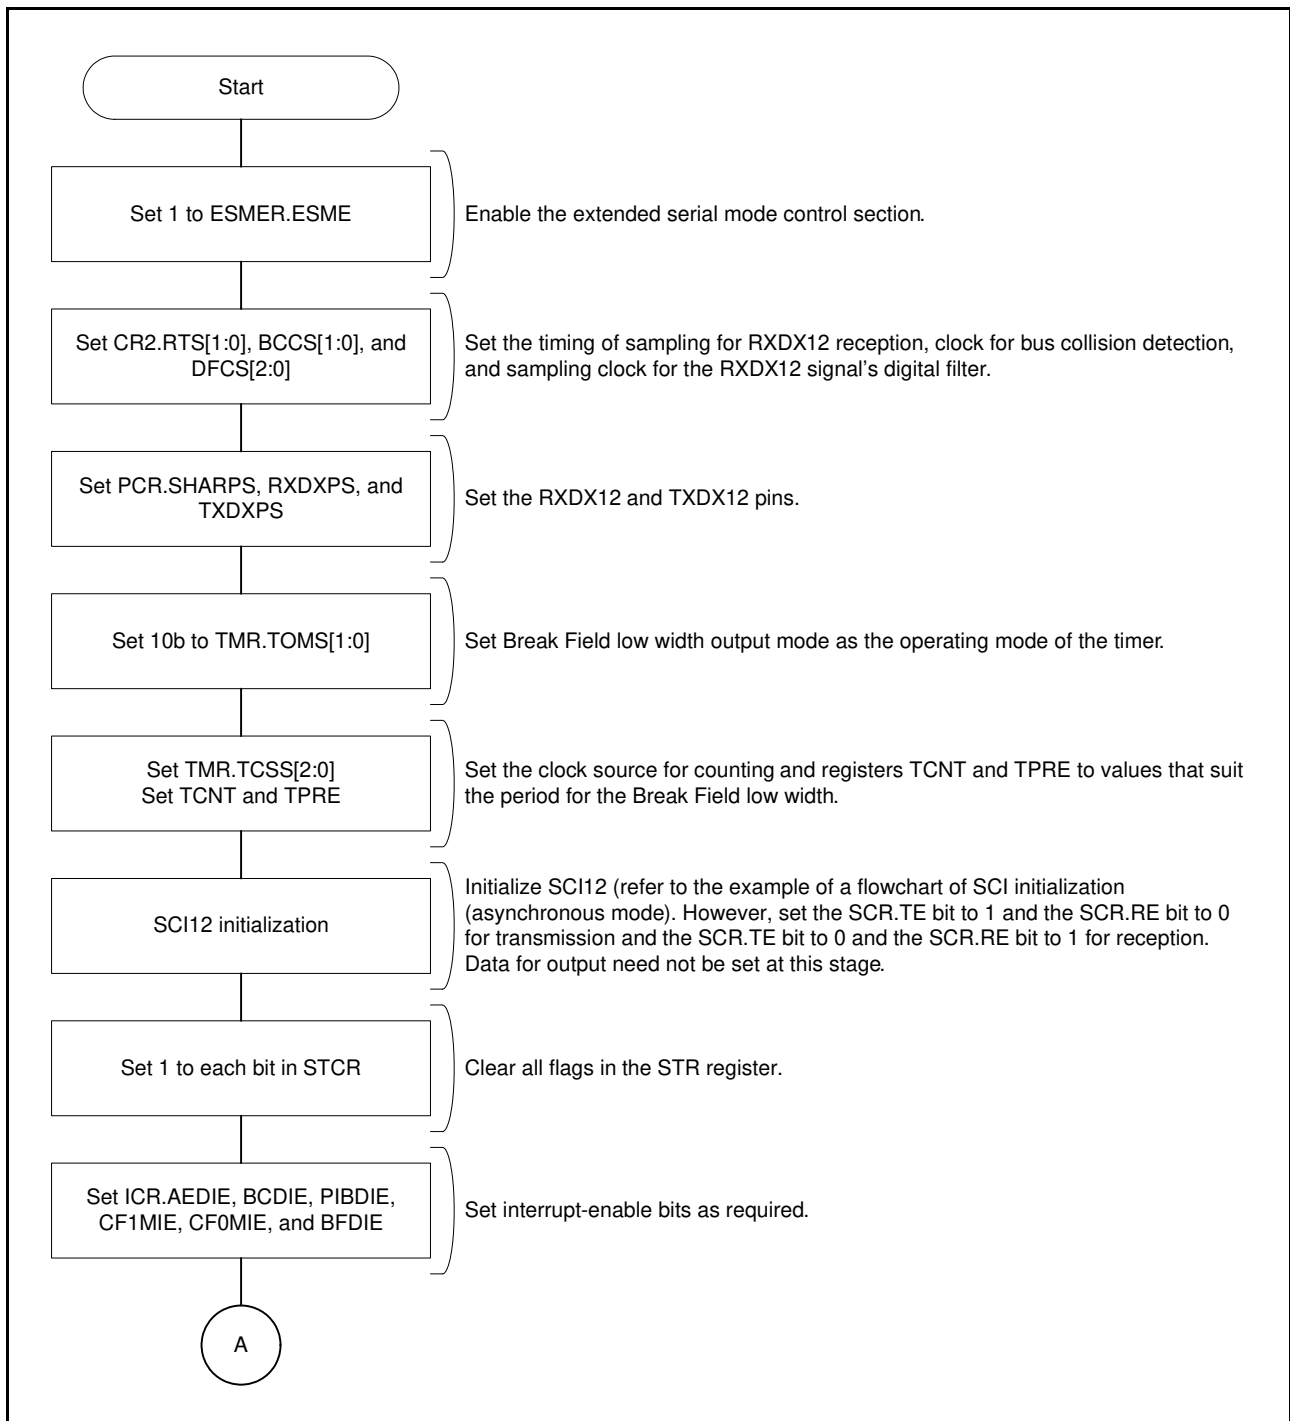 Start
Set 1 to ESMER.ESME
Enable the extended serial mode control section.
Set CR2.RTS[1:0], BCCS[1:0], and
DFCS[2:0]
Set the timing of sampling for RXDX12 reception, clock for bus collision detection,
and sampling clock for the RXDX12 signal's digital filter.
Set PCR.SHARPS, RXDXPS, and
TXDXPS
Set the RXDX12 and TXDX12 pins.
Set 10b to TMR.TOMS[1:0]
Set Break Field low width output mode as the operating mode of the timer.
Set TMR.TCSS[2:0]
Set TCNT and TPRE
Set the clock source for counting and registers TCNT and TPRE to values that suit
the period for the Break Field low width.
SCI12 initialization
Initialize SCI12 (refer to the example of a flowchart of SCI initialization
(asynchronous mode). However, set the SCR.TE bit to 1 and the SCR.RE bit to 0
for transmission and the SCR.TE bit to 0 and the SCR.RE bit to 1 for reception.
Data for output need not be set at this stage.
Set 1 to each bit in STCR
Clear all flags in the STR register.
Set ICR.AEDIE, BCDIE, PIBDIE,
CF1MIE, CF0MIE, and BFDIE
Set interrupt-enable bits as required.
A